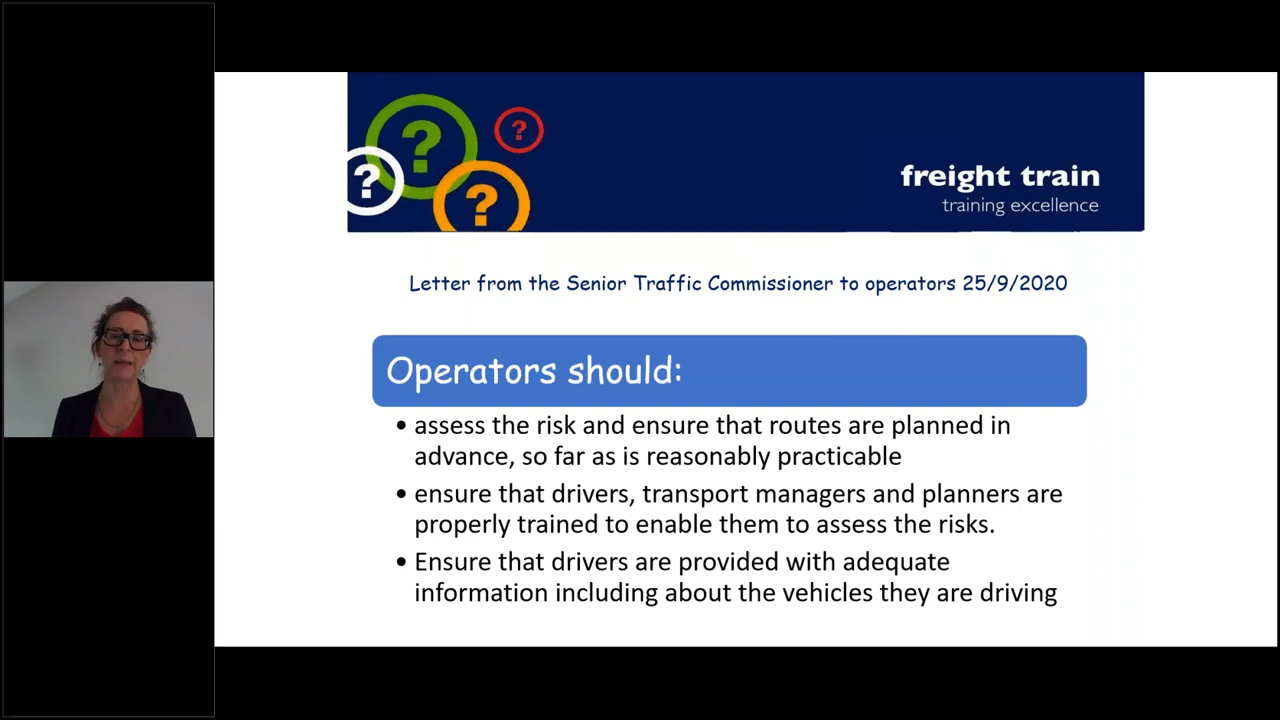 ? ? ? ?
freight train
training excellence
Letter from the Senior Traffic Commissioner to operators 25/9/2020
Operators should:
• assess the risk and ensure that routes are planned in
advance, so far as is reasonably practicable
• ensure that drivers, transport managers and planners are
properly trained to enable them to assess the risks.
• Ensure that drivers are provided with adequate
information including about the vehicles they are driving